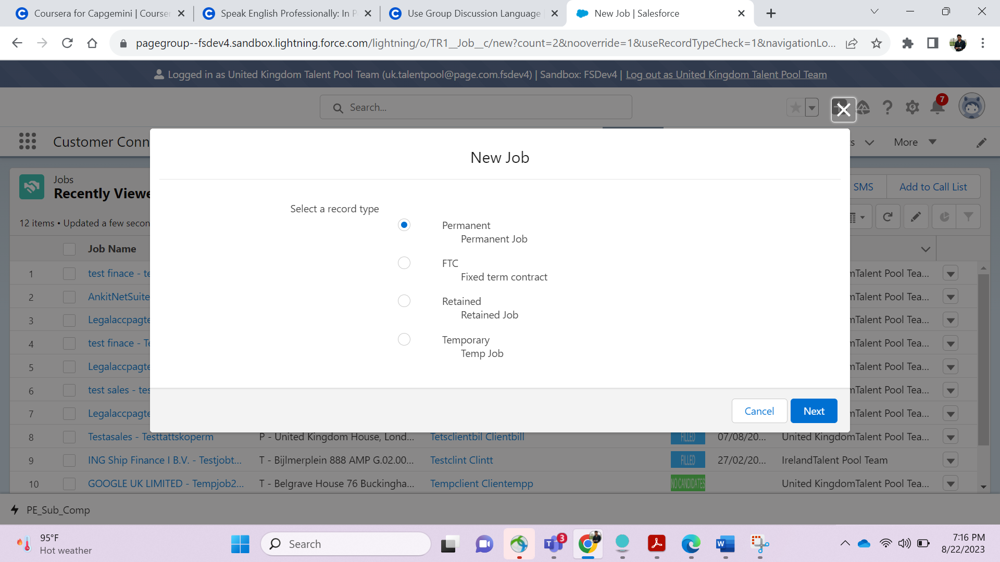 Coursera for Capgemini | Courser
Speak English Professionally: In P
Use Group Discussion Language
New Job | Salesforce
pagegroup--fsdev4.sandbox.lightning.force.com/lightning/o/TR1__Job__c/new?count=2&nooverride=1&useRecordTypeCheck=1&navigationLo...
Logged in as United Kingdom Talent Pool Team (uk.talentpool@page.com.fsdev4) | Sandbox: FSDev4 | Log out as United Kingdom Talent Pool Team
Search...
7
Customer Conn
More
New Job
Jobs
Recently Viewe
SMS
Add to Call List
12 items • Updated a few secon
Select a record type
Permanent
Permanent Job
FTC
Fixed term contract
Retained
Retained Job
Temporary
Temp Job
Cancel
Next
Job Name
1 test finace - te mTalent Pool Tea...
2 AnkitNetSuite mTalent Pool Tea...
3 Legalaccpagte mTalent Pool Tea...
4 test finace - Te mTalent Pool Tea...
5 Legalaccpagte mTalent Pool Tea...
6 test sales - tes mTalent Pool Tea...
7 Legalaccpagte mTalent Pool Tea...
8 Testasales - Testtattskoperm P - United Kingdom House, Lond... Tetsclientbil Clientbill FILLED 07/08/20... United KingdomTalent Pool Tea...
9 ING Ship Finance I B.V. - Testjobt... T - Bijlmerplein 888 AMP G.02.00... Testclint Clintt FILLED 27/02/20... IrelandTalent Pool Team
10 GOOGLE UK LIMITED - Tempjob2... T - Belgrave House 76 Buckingha... Tempclient Clientempp NO CANDIDATES United KingdomTalent Pool Tea...
PE_Sub_Comp
95°F
Hot weather
Search
3
7:16 PM
8/22/2023